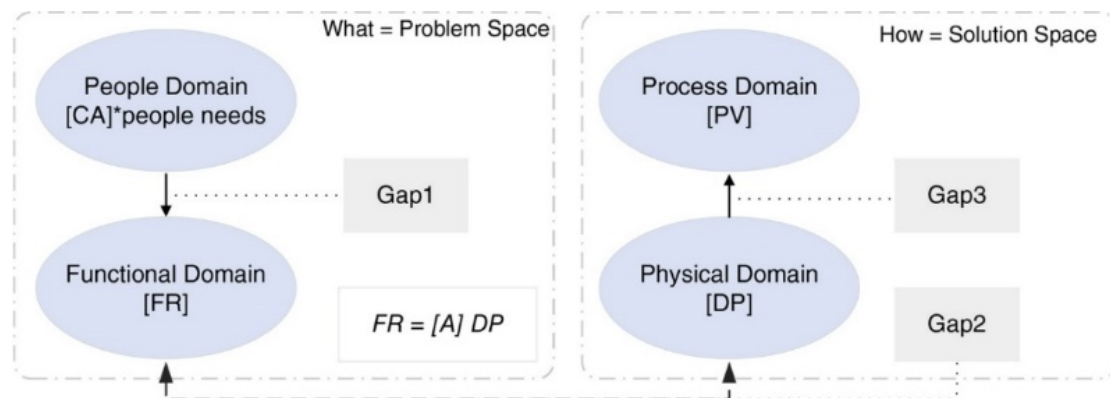 What = Problem Space
People Domain
[CA]*people needs
Gap1
Functional Domain
[FR]
FR = [A] DP
How = Solution Space
Process Domain
[PV]
Gap3
Physical Domain
[DP]
Gap2